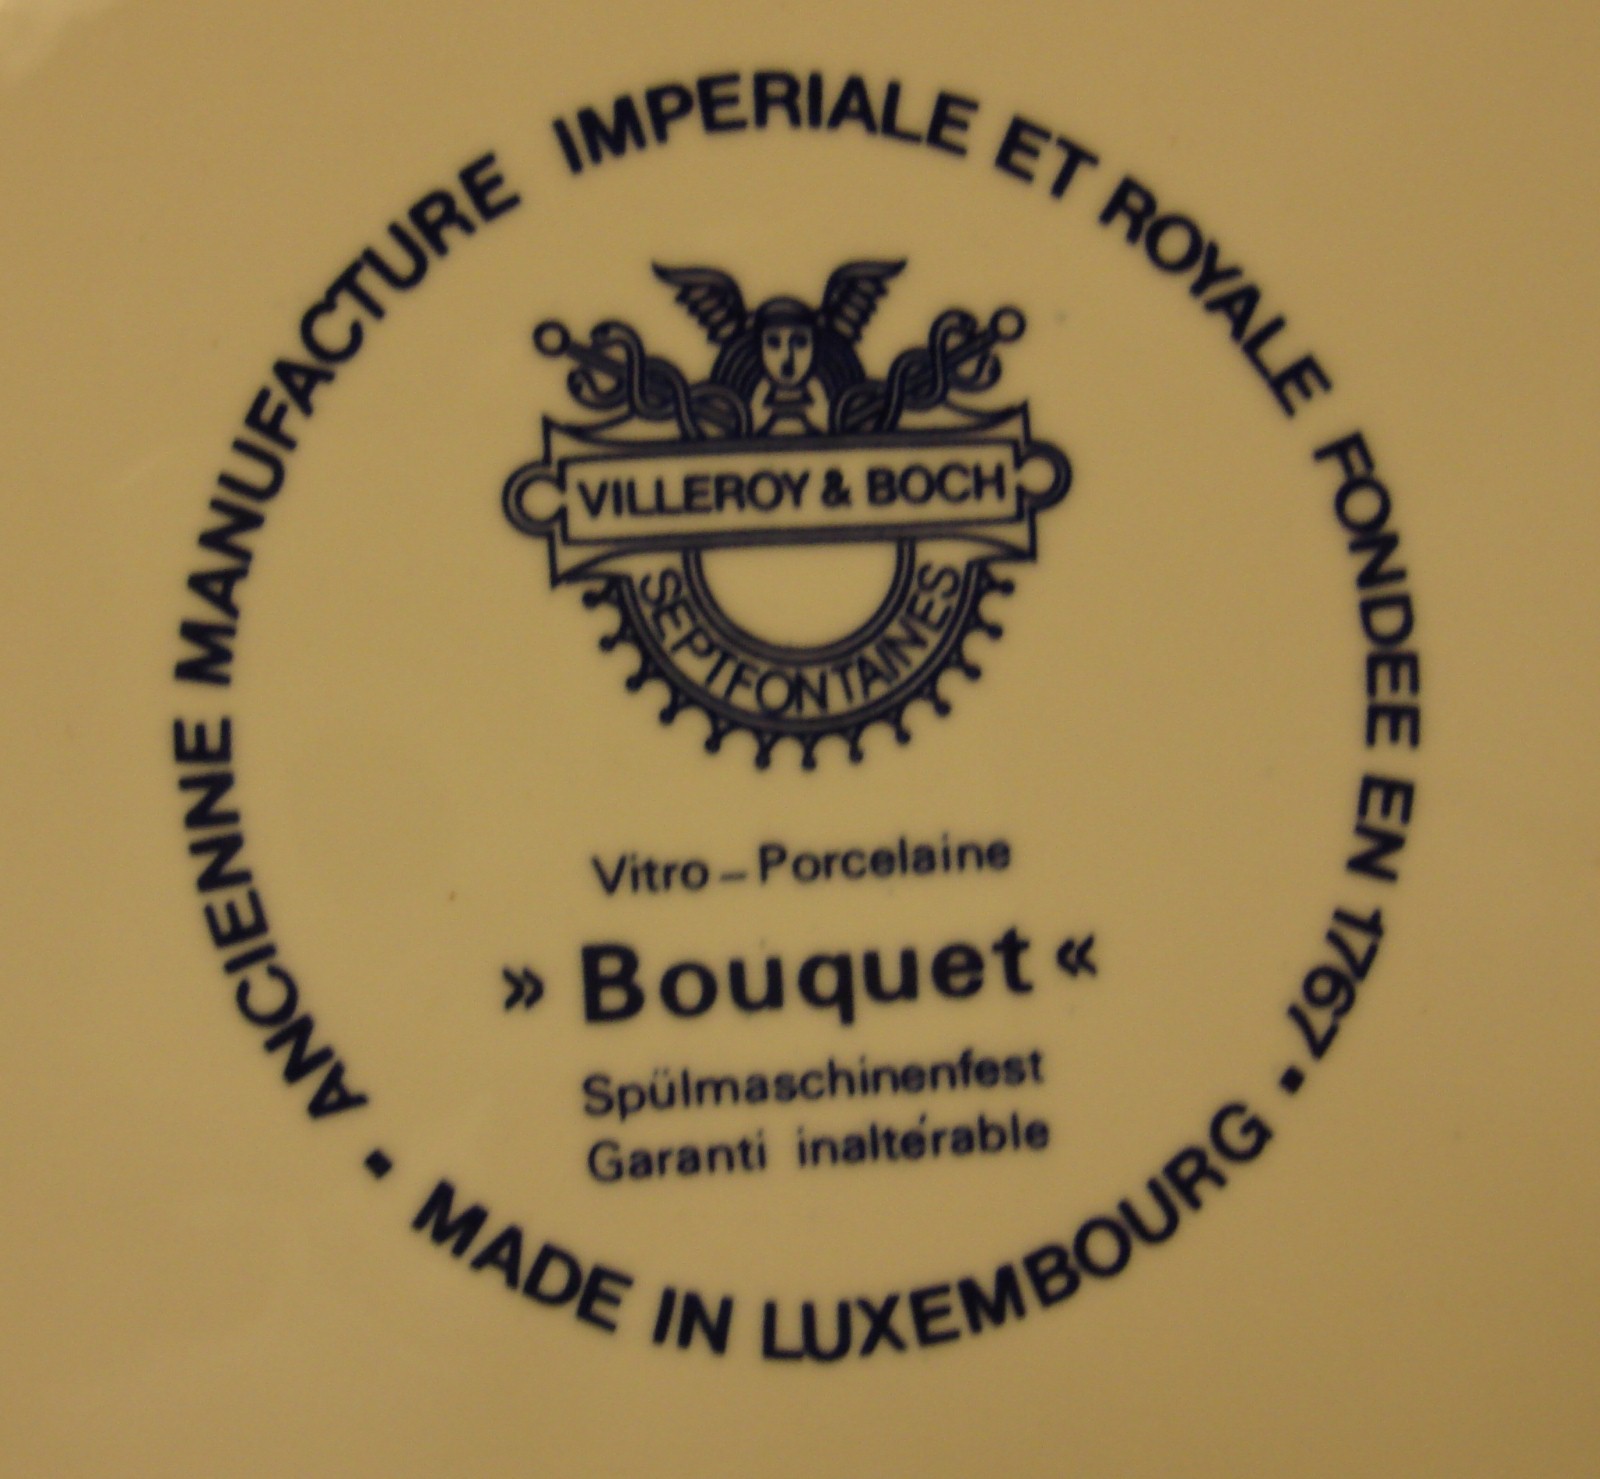 ANCIENNE MANUFACTURE IMPERIALE ET ROYALE FONDEE EN 1767 ·
MADE IN LUXEMBOURG ·
VILLEROY & BOCH
SEPTFONTAINES
Vitro – Porcelaine
» Bouquet «
Spülmaschinenfest
Garanti inaltérable